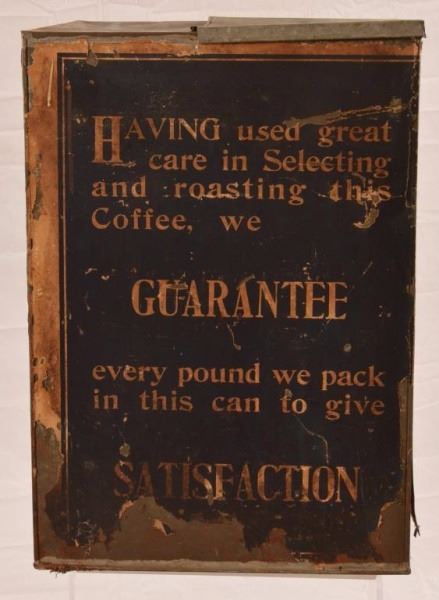 HAVING used great
care in Selecting
and roasting this
Coffee, we
GUARANTEE
every pound we pack
in this can to give
SATISFACTION